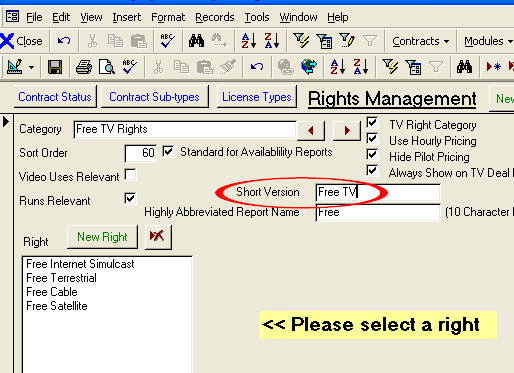 File Edit View Insert Format Records Tools Window Help
Close Contracts Modules
Contract Status Contract Sub-types License Types Rights Management New
Category Free TV Rights TV Right Category
Use Hourly Pricing
Sort Order 60 Standard for Availablility Reports Hide Pilot Pricing
Video Uses Relevant Always Show on TV Deal
Short Version Free TV
Runs Relevant
Highly Abbreviated Report Name Free (10 Character
Right New Right
Free Internet Simulcast
Free Terrestrial
Free Cable
Free Satellite
<< Please select a right